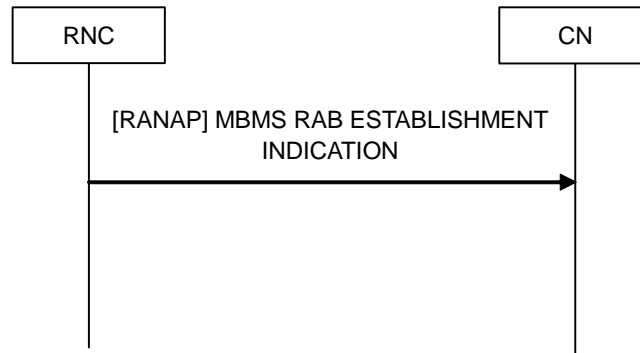 RNC
CN
[RANAP] MBMS RAB ESTABLISHMENT
INDICATION